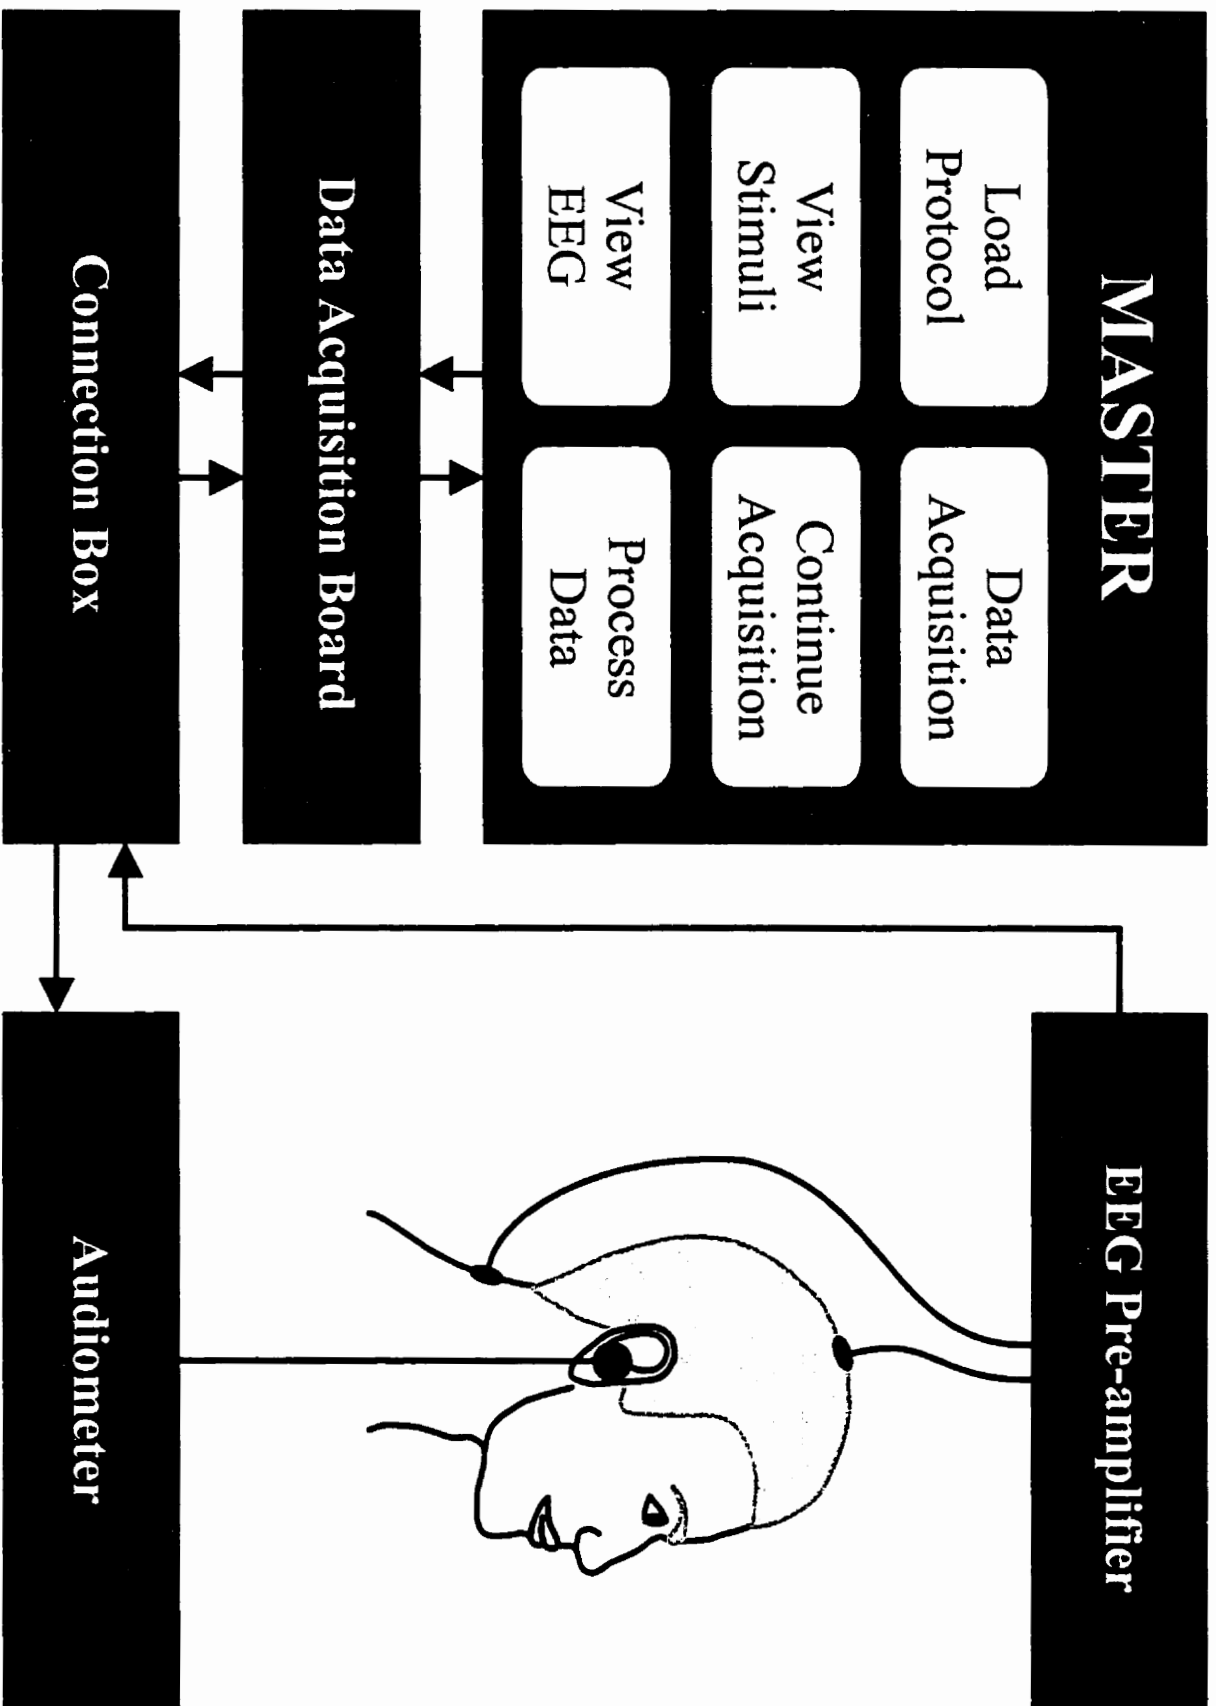 MASTER
Load
Protocol
Data
Acquisition
View
Stimuli
Continue
Acquisition
View
EEG
Process
Data
Data Acquisition Board
Connection Box
EEG Pre-amplifier
Audiometer